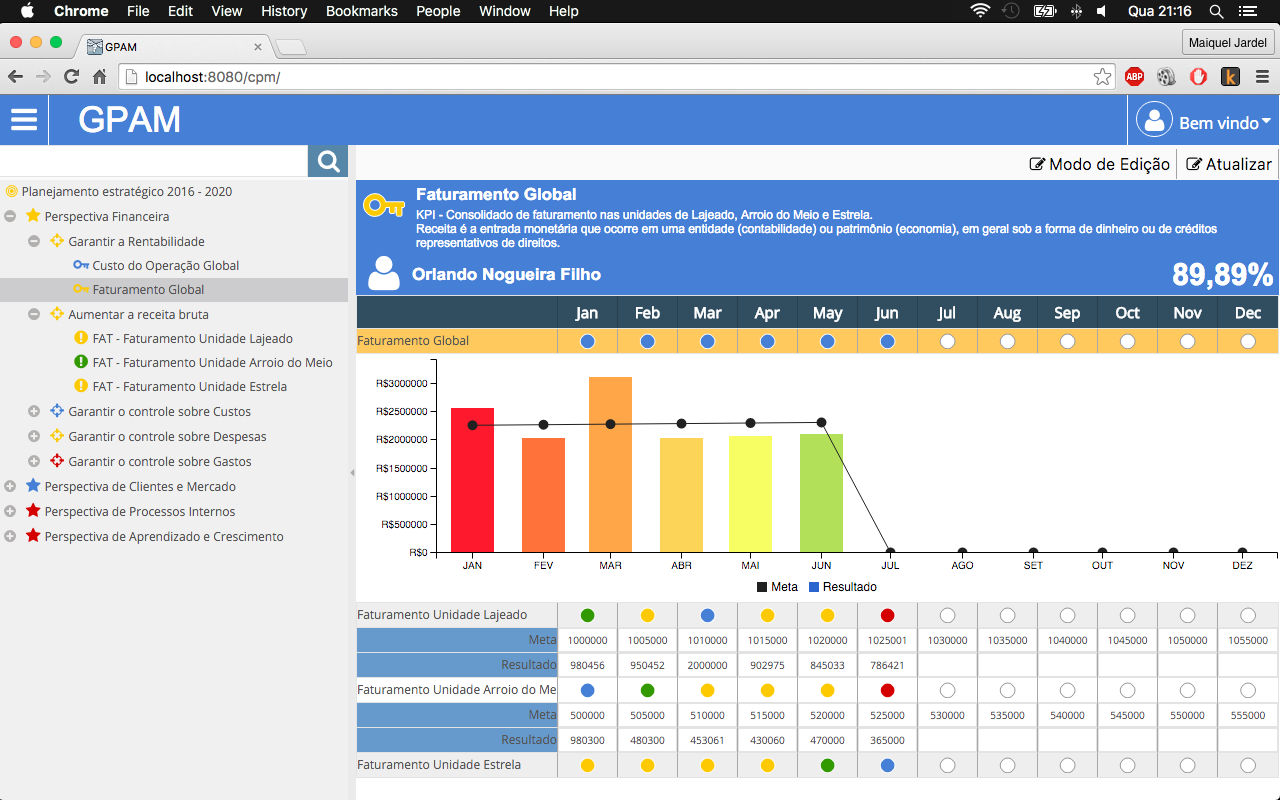 Chrome File Edit View History Bookmarks People Window Help Qua 21:16
GPAM Maiquel Jardel
localhost:8080/cpm/ ABP k
GPAM Bem vindo
Modo de Edição Atualizar
Planejamento estratégico 2016 - 2020
Perspectiva Financeira
Garantir a Rentabilidade
Custo do Operação Global
Faturamento Global
Aumentar a receita bruta
FAT - Faturamento Unidade Lajeado
FAT - Faturamento Unidade Arroio do Meio
FAT - Faturamento Unidade Estrela
Garantir o controle sobre Custos
Garantir o controle sobre Despesas
Garantir o controle sobre Gastos
Perspectiva de Clientes e Mercado
Perspectiva de Processos Internos
Perspectiva de Aprendizado e Crescimento
Faturamento Global
KPI - Consolidado de faturamento nas unidades de Lajeado, Arroio do Meio e Estrela.
Receita é a entrada monetária que ocorre em uma entidade (contabilidade) ou patrimônio (economia), em geral sob a forma de dinheiro ou de créditos
representativos de direitos.
Orlando Nogueira Filho 89,89%
Jan Feb Mar Apr May Jun Jul Aug Sep Oct Nov Dec
Faturamento Global
R$3000000
R$2500000
R$2000000
R$1500000
R$1000000
R$500000
R$0
JAN FEV MAR ABR MAI JUN JUL AGO SET OUT NOV DEZ
Meta Resultado
Faturamento Unidade Lajeado
Meta 1000000 1005000 1010000 1015000 1020000 1025001 1030000 1035000 1040000 1045000 1050000 1055000
Resultado 980456 950452 2000000 902975 845033 786421
Faturamento Unidade Arroio do Me
Meta 500000 505000 510000 515000 520000 525000 530000 535000 540000 545000 550000 555000
Resultado 980300 480300 453061 430060 470000 365000
Faturamento Unidade Estrela